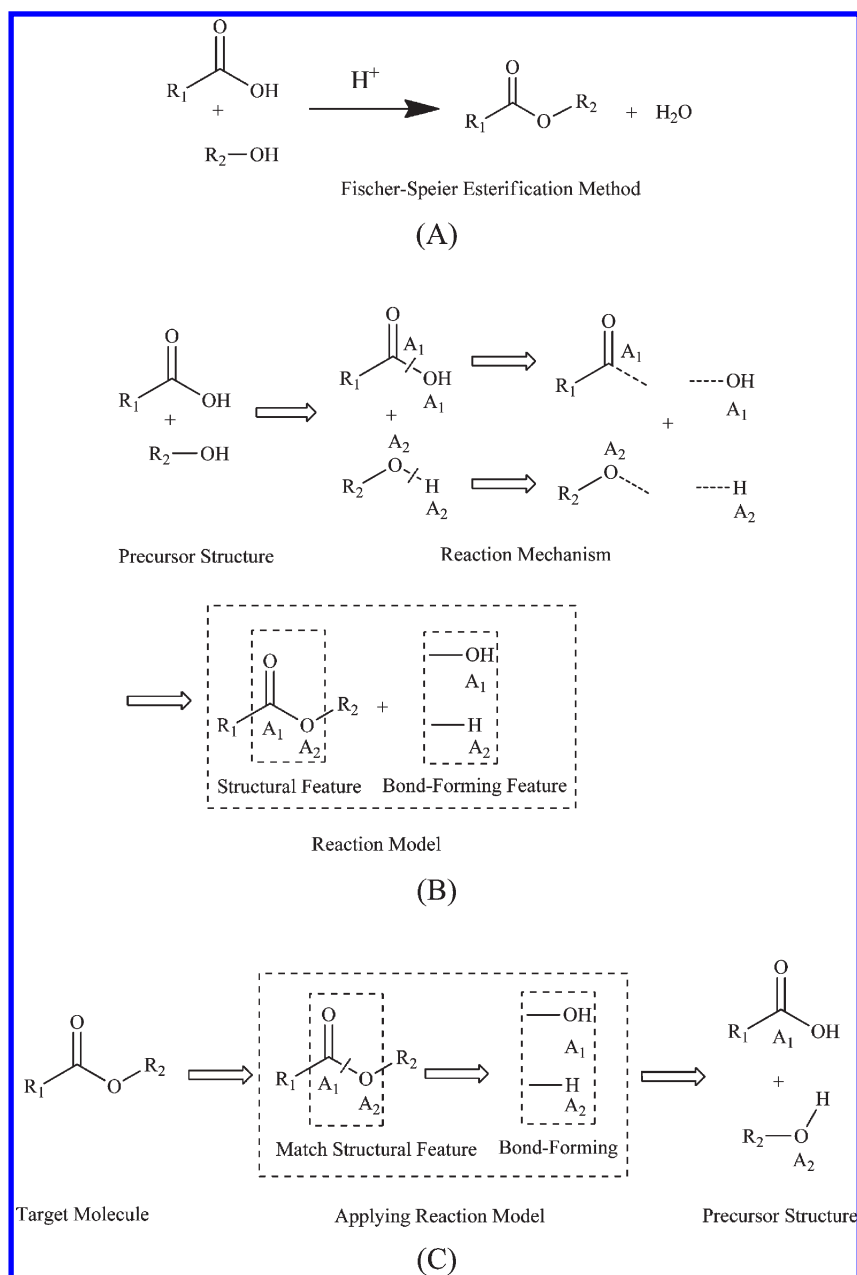 O
R1 OH
+
R2—OH
H+
O
R1 O R2 + H2O
Fischer-Speier Esterification Method
(A)
O
R1 OH
+
R2—OH
O
A1
R1 OH
A1
+
A2
O
R2 H
A2
O
A1
R1
+
OH
A1
A2
O
R2
H
A2
Precursor Structure Reaction Mechanism
O
R1 A1 O R2
A2
+
OH
A1
H
A2
Structural Feature Bond-Forming Feature
Reaction Model
(B)
O
R1 O R2
O
R1 A1 O R2
A2
OH
A1
H
A2
O
R1 A1 OH
+
H
R2—O
A2
Match Structural Feature Bond-Forming
Target Molecule Applying Reaction Model Precursor Structure
(C)